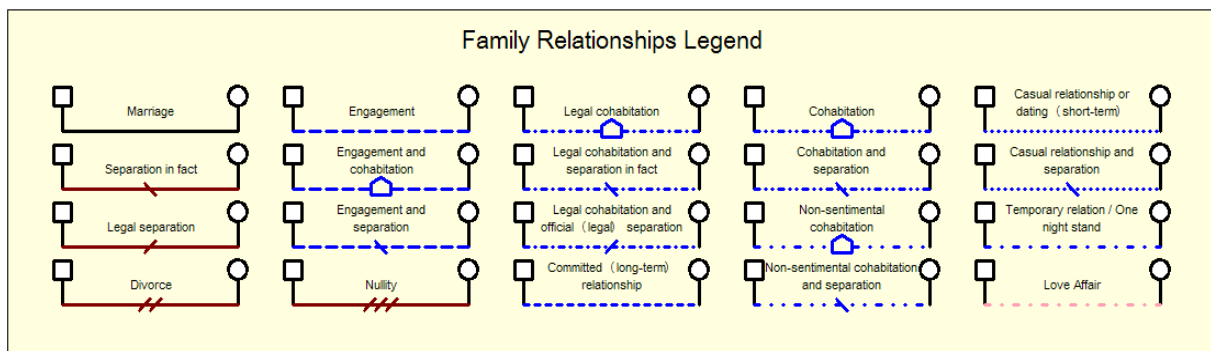 Family Relationships Legend
Marriage
Engagement
Legal cohabitation
Cohabitation
Casual relationship or
dating (short-term)
Separation in fact
Engagement and
cohabitation
Legal cohabitation and
separation in fact
Cohabitation and
separation
Casual relationship and
separation
Legal separation
Engagement and
separation
Legal cohabitation and
official (legal) separation
Non-sentimental
cohabitation
Temporary relation / One
night stand
Divorce
Nullity
Committed (long-term)
relationship
Non-sentimental cohabitation
and separation
Love Affair